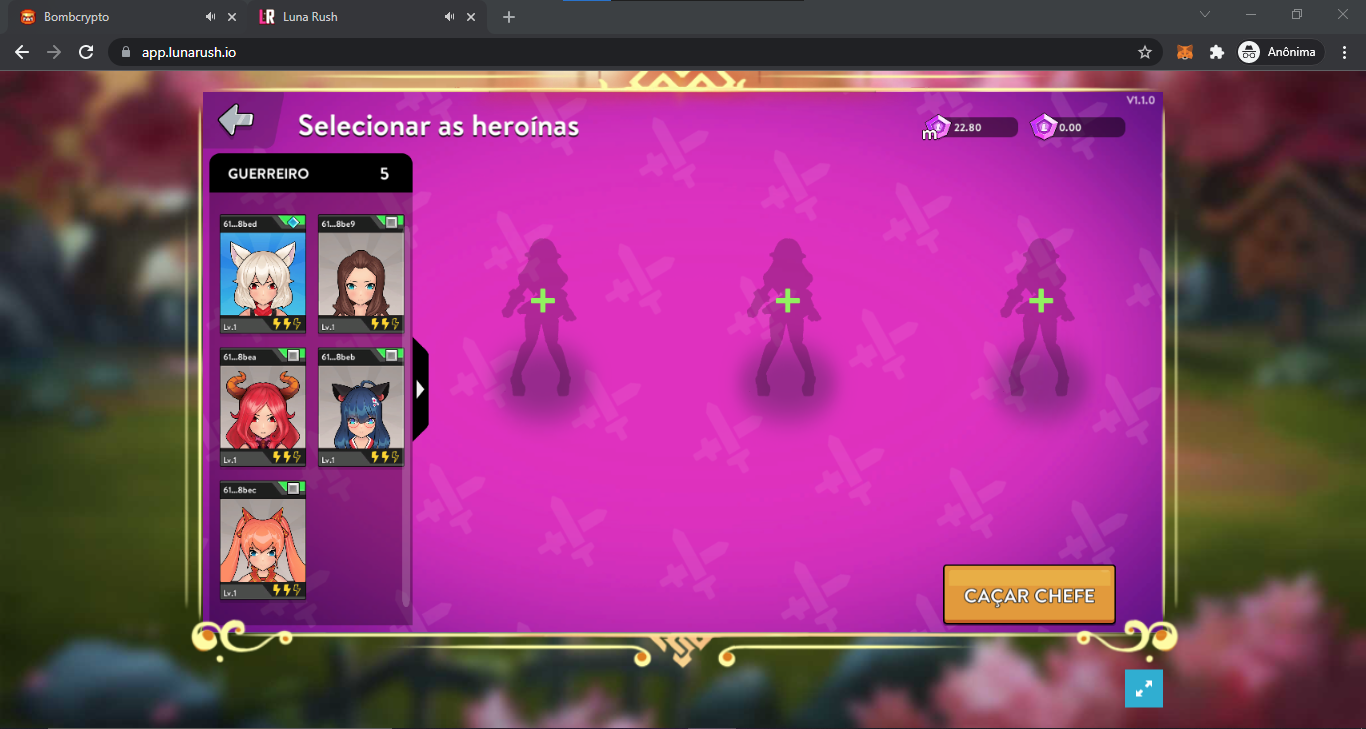 Bombcrypto
Luna Rush
app.lunarush.io
Anônima
V1.1.0
Selecionar as heroínas
m 22.80
0.00
GUERREIRO 5
61...8bed
61...8be9
Lv.1
Lv.1
61...8bea
61...8beb
Lv.1
Lv.1
61...8bec
Lv.1
CAÇAR CHEFE